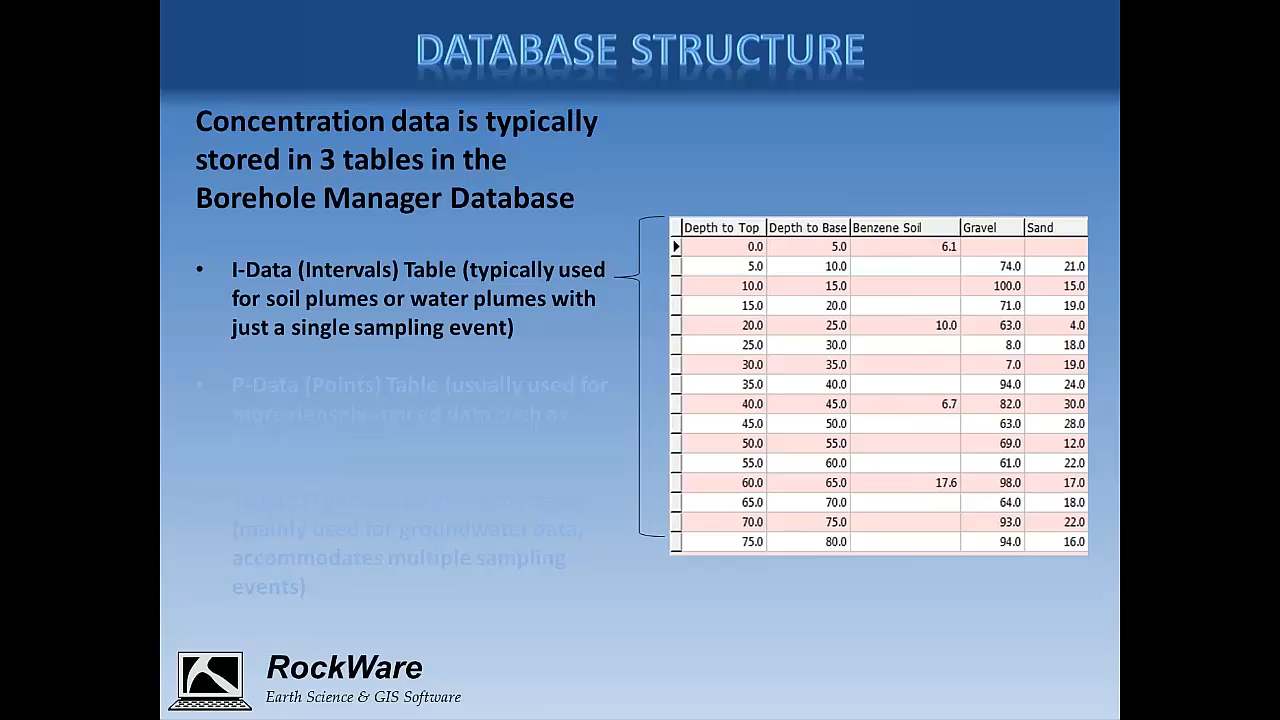 DATABASE STRUCTURE
Concentration data is typically
stored in 3 tables in the
Borehole Manager Database
• I-Data (Intervals) Table (typically used
for soil plumes or water plumes with
just a single sampling event)
• P-Data (Points) Table (usually used for
more densely spaced data such as
(mainly used for groundwater data,
accommodates multiple sampling
events)
Depth to Top Depth to Base Benzene Soil Gravel Sand
0.0 5.0 6.1
5.0 10.0 74.0 21.0
10.0 15.0 100.0 15.0
15.0 20.0 71.0 19.0
20.0 25.0 10.0 63.0 4.0
25.0 30.0 8.0 18.0
30.0 35.0 7.0 19.0
35.0 40.0 94.0 24.0
40.0 45.0 6.7 82.0 30.0
45.0 50.0 63.0 28.0
50.0 55.0 69.0 12.0
55.0 60.0 61.0 22.0
60.0 65.0 17.6 98.0 17.0
65.0 70.0 64.0 18.0
70.0 75.0 93.0 22.0
75.0 80.0 94.0 16.0
RockWare
Earth Science & GIS Software